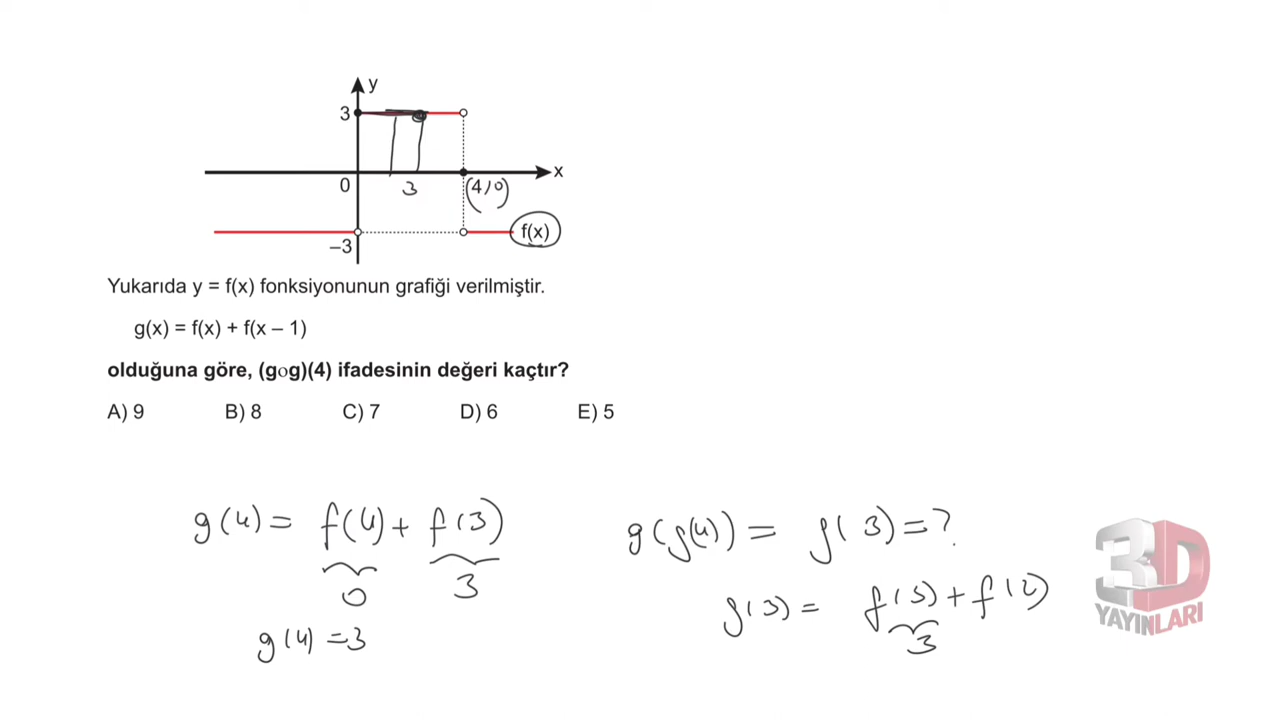 y
3
x
0
3
(4,0)
f(x)
–3
Yukarıda y = f(x) fonksiyonunun grafiği verilmiştir.
g(x) = f(x) + f(x – 1)
olduğuna göre, (gog)(4) ifadesinin değeri kaçtır?
A) 9 B) 8 C) 7 D) 6 E) 5
g(4) = f(4) + f(3)
0 3
g(4) = 3
g(g(4)) = g(3) = ?
g(3) = f(3) + f(2)
3
3D
YAYINLARI